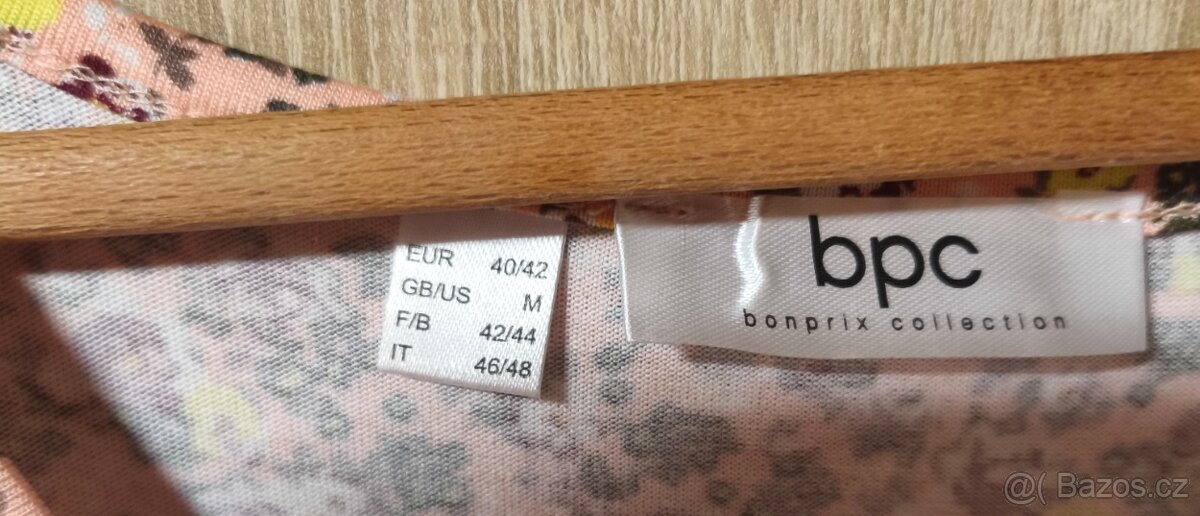 EUR 40/42
GB/US M
F/B 42/44
IT 46/48
bpc
bonprix collection
@( Bazos.cz